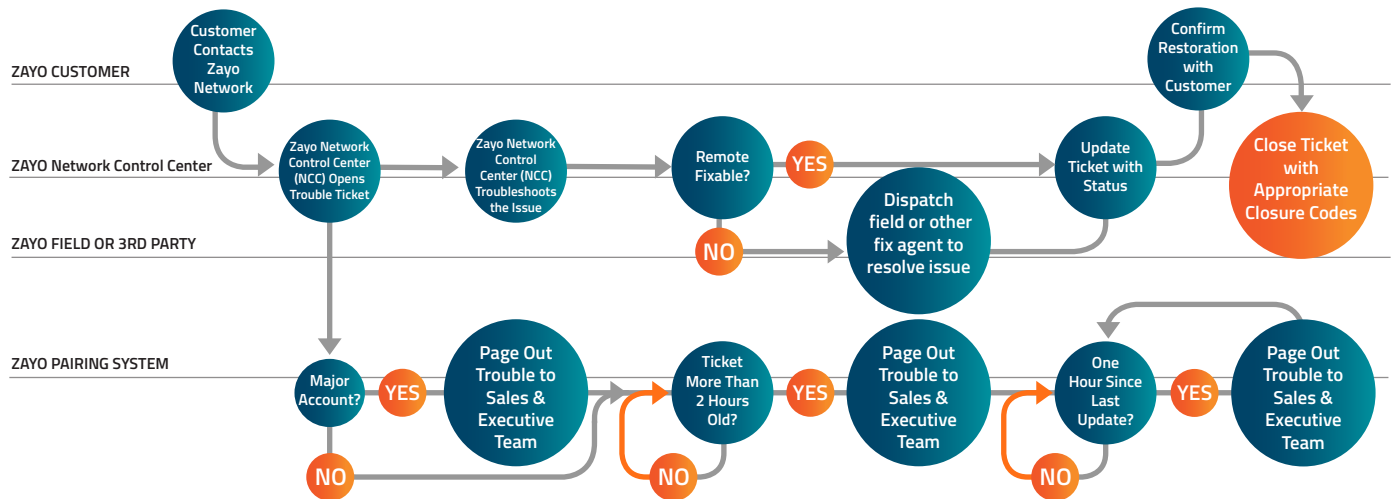 Customer
Contacts
Zayo
Network
Confirm
Restoration
with
Customer
ZAYO CUSTOMER
Zayo Network
Control Center
(NCC) Opens
Trouble Ticket
Zayo Network
Control
Center (NCC)
Troubleshoots
the Issue
Remote
Fixable?
YES
Update
Ticket with
Status
Close Ticket
with
Appropriate
Closure Codes
ZAYO Network Control Center
Dispatch
field or other
fix agent to
resolve issue
NO
ZAYO FIELD OR 3RD PARTY
ZAYO PAIRING SYSTEM
Major
Account?
YES
Page Out
Trouble to
Sales &
Executive
Team
Ticket
More Than
2 Hours
Old?
YES
Page Out
Trouble to
Sales &
Executive
Team
One
Hour Since
Last
Update?
YES
Page Out
Trouble to
Sales &
Executive
Team
NO
NO
NO